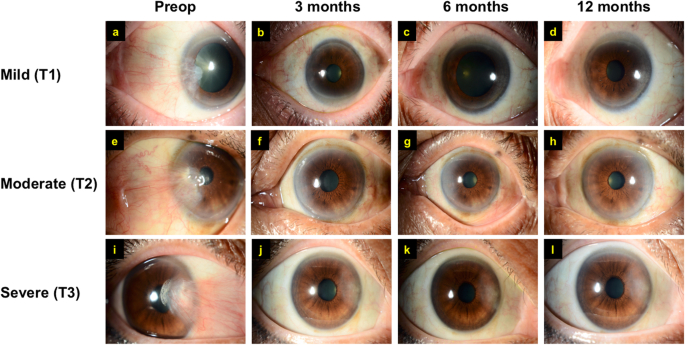 Preop 3 months 6 months 12 months
a b c d
Mild (T1)
e f g h
Moderate (T2)
i j k l
Severe (T3)